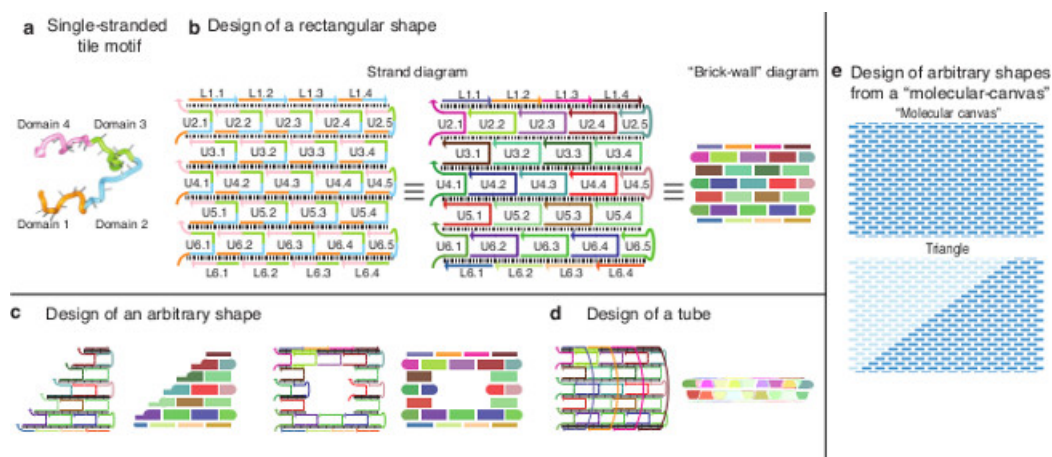 a Single-stranded
tile motif
b Design of a rectangular shape
Strand diagram
"Brick-wall" diagram
Domain 4 Domain 3
Domain 1 Domain 2
L1.1 L1.2 L1.3 L1.4
U2.1 U2.2 U2.3 U2.4 U2.5
U3.1 U3.2 U3.3 U3.4
U4.1 U4.2 U4.3 U4.4 U4.5
U5.1 U5.2 U5.3 U5.4
U6.1 U6.2 U6.3 U6.4 U6.5
L6.1 L6.2 L6.3 L6.4
L1.1 L1.2 L1.3 L1.4
U2.1 U2.2 U2.3 U2.4 U2.5
U3.1 U3.2 U3.3 U3.4
U4.1 U4.2 U4.3 U4.4 U4.5
U5.1 U5.2 U5.3 U5.4
U6.1 U6.2 U6.3 U6.4 U6.5
L6.1 L6.2 L6.3 L6.4
c Design of an arbitrary shape
d Design of a tube
e Design of arbitrary shapes
from a "molecular-canvas"
"Molecular canvas"
Triangle